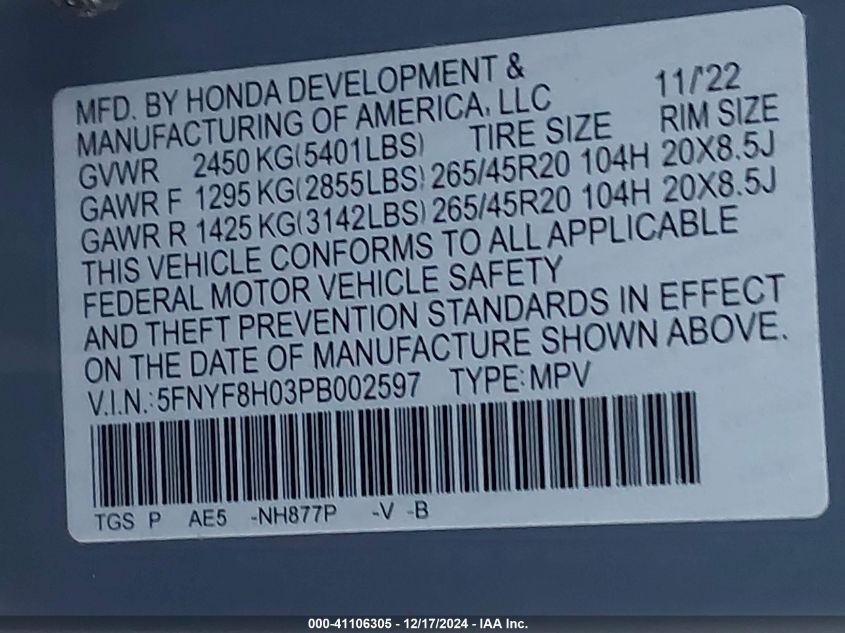 MFD. BY HONDA DEVELOPMENT &
MANUFACTURING OF AMERICA, LLC 11/'22
GVWR 2450 KG(5401LBS) TIRE SIZE RIM SIZE
GAWR F 1295 KG(2855LBS) 265/45R20 104H 20X8.5J
GAWR R 1425 KG(3142LBS) 265/45R20 104H 20X8.5J
THIS VEHICLE CONFORMS TO ALL APPLICABLE
FEDERAL MOTOR VEHICLE SAFETY
AND THEFT PREVENTION STANDARDS IN EFFECT
ON THE DATE OF MANUFACTURE SHOWN ABOVE.
V.I.N.:5FNYF8H03PB002597 TYPE:MPV
TGS P AE5 -NH877P -V -B
000-41106305 - 12/17/2024 - IAA Inc.